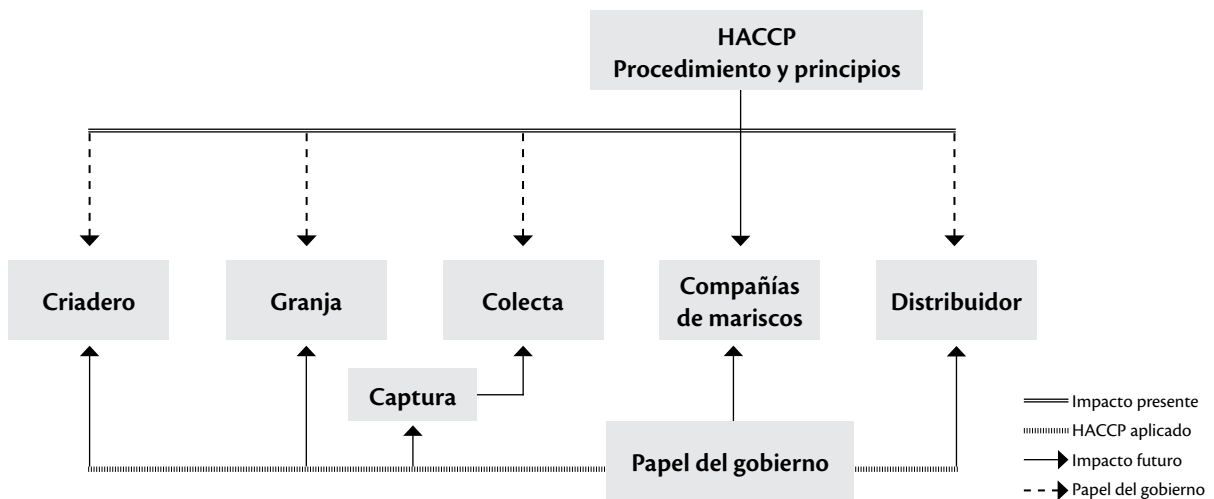 HACCP
Procedimiento y principios
Criadero
Granja
Colecta
Compañías
de mariscos
Distribuidor
Captura
Papel del gobierno
Impacto presente
HACCP aplicado
Impacto futuro
Papel del gobierno